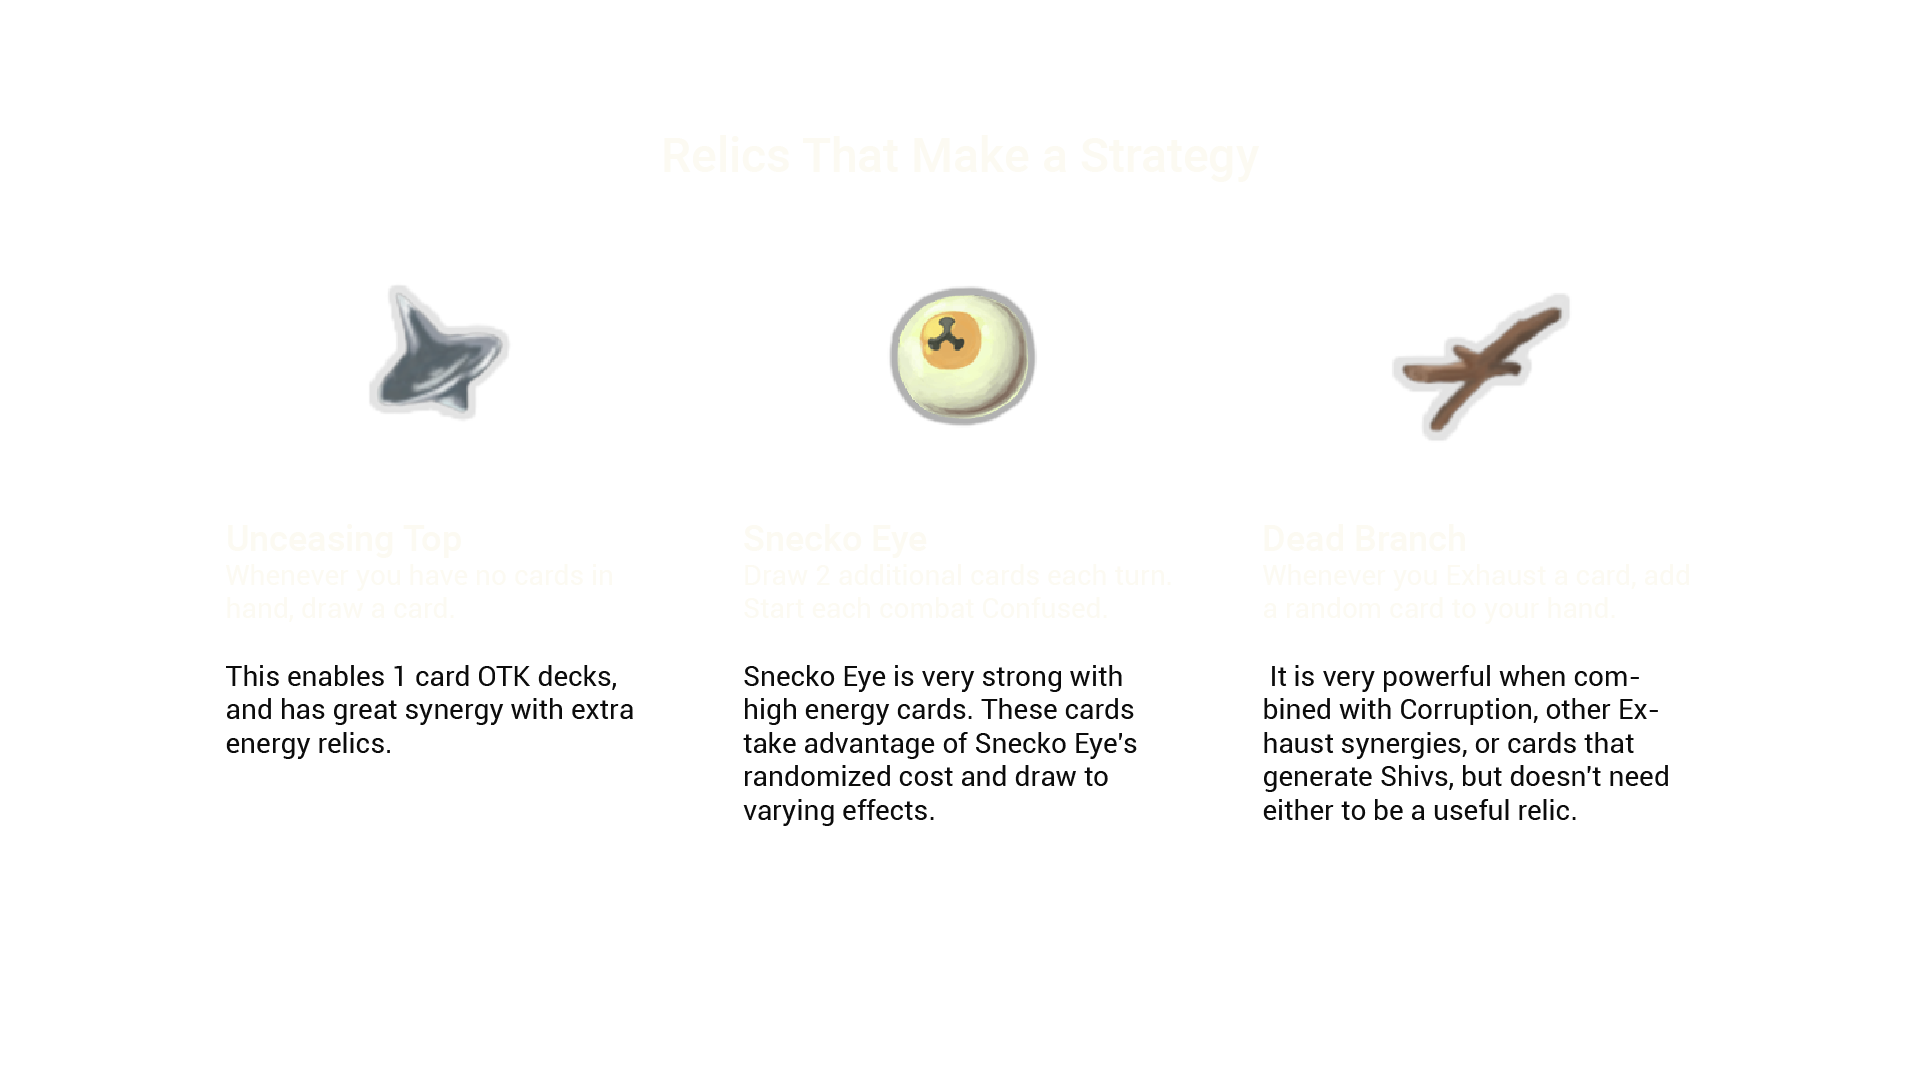 Relics That Make a Strategy
Unceasing Top
Whenever you have no cards in
hand, draw a card.
This enables 1 card OTK decks,
and has great synergy with extra
energy relics.
Snecko Eye
Draw 2 additional cards each turn.
Start each combat Confused.
Snecko Eye is very strong with
high energy cards. These cards
take advantage of Snecko Eye's
randomized cost and draw to
varying effects.
Dead Branch
Whenever you Exhaust a card, add
a random card to your hand.
It is very powerful when com-
bined with Corruption, other Ex-
haust synergies, or cards that
generate Shivs, but doesn't need
either to be a useful relic.